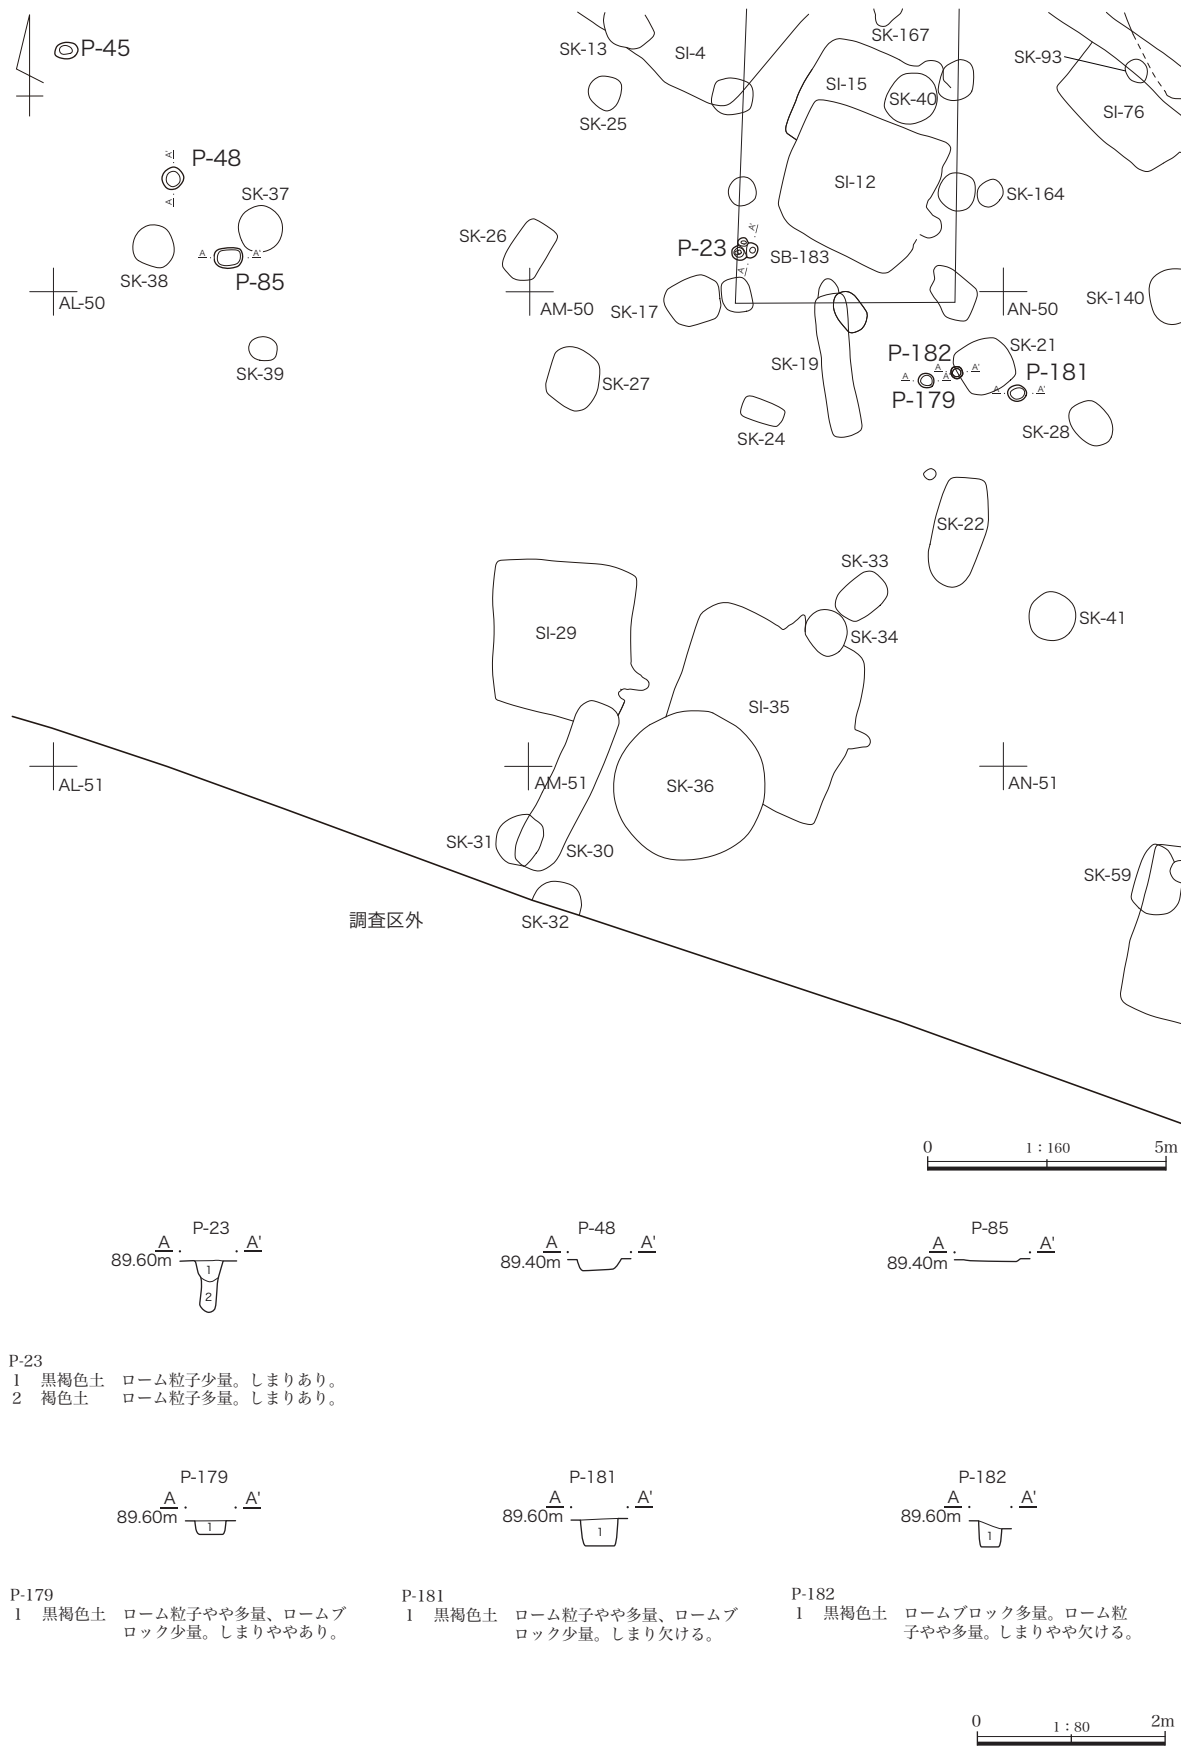 P-45
SK-13
SI-4
SK-167
SK-93
SI-15
SK-40
SI-76
SK-25
A'
P-48
A
SK-37
SI-12
SK-164
SK-38
A
A'
P-85
SK-26
P-23
A'
A
SB-183
AL-50
AM-50
SK-17
AN-50
SK-140
SK-39
SK-27
SK-19
P-182
SK-21
A
A'
A
A'
P-179
P-181
A
A'
SK-24
SK-28
SK-22
SK-33
SI-29
SK-34
SK-41
SI-35
AL-51
AM-51
SK-36
AN-51
SK-31
SK-30
SK-59
調査区外
SK-32
0 1：160 5m
P-23
A A'
89.60m
1
2
P-48
A A'
89.40m
P-85
A A'
89.40m
P-23
1 黒褐色土 ローム粒子少量。しまりあり。
2 褐色土 ローム粒子多量。しまりあり。
P-179
A A'
89.60m
1
P-181
A A'
89.60m
1
P-182
A A'
89.60m
1
P-179
1 黒褐色土 ローム粒子やや多量、ロームブ
ロック少量。しまりややあり。
P-181
1 黒褐色土 ローム粒子やや多量、ロームブ
ロック少量。しまり欠ける。
P-182
1 黒褐色土 ロームブロック多量。ローム粒
子やや多量。しまりやや欠ける。
0 1：80 2m